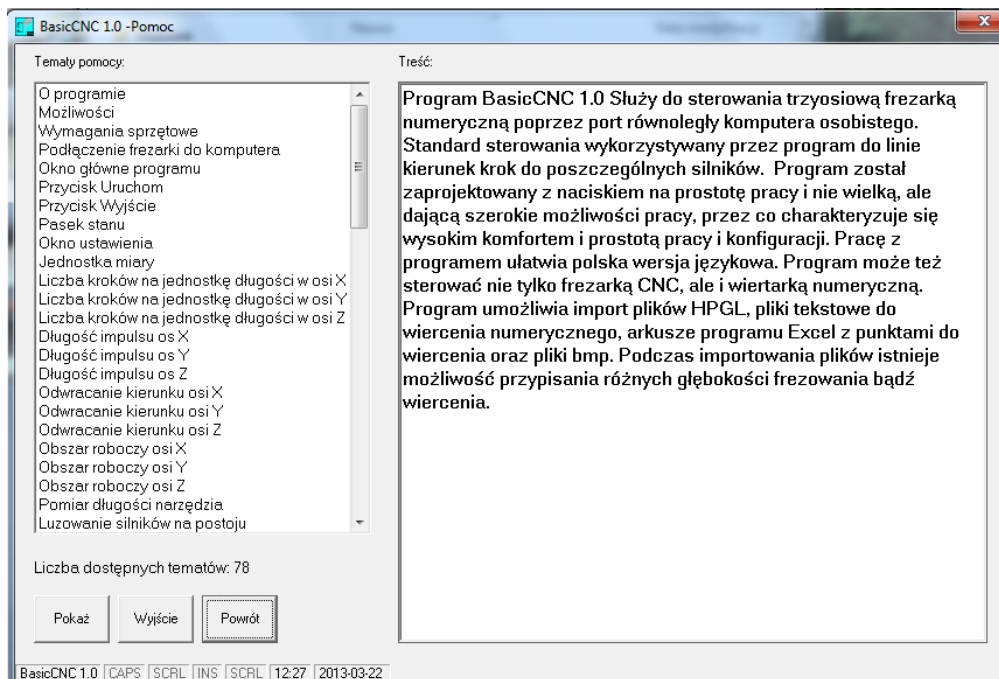 BasicCNC 1.0 -Pomoc
Tematy pomocy:
O programie
Możliwości
Wymagania sprzętowe
Podłączenie frezarki do komputera
Okno główne programu
Przycisk Uruchom
Przycisk Wyjście
Pasek stanu
Okno ustawienia
Jednostka miary
Liczba kroków na jednostkę długości w osi X
Liczba kroków na jednostkę długości w osi Y
Liczba kroków na jednostkę długości w osi Z
Długość impulsu os X
Długość impulsu os Y
Długość impulsu os Z
Odwracanie kierunku osi X
Odwracanie kierunku osi Y
Odwracanie kierunku osi Z
Obszar roboczy osi X
Obszar roboczy osi Y
Obszar roboczy osi Z
Pomiar długości narzędzia
Luzowanie silników na postoju
Liczba dostępnych tematów: 78
Pokaż
Wyjście
Powrót
Treść:
Program BasicCNC 1.0 Służy do sterowania trzyosiową frezarką
numeryczną poprzez port równoległy komputera osobistego.
Standard sterowania wykorzystywany przez program do linie
kierunek krok do poszczególnych silników. Program został
zaprojektowany z naciskiem na prostotę pracy i nie wielką, ale
dającą szerokie możliwości pracy, przez co charakteryzuje się
wysokim komfortem i prostotą pracy i konfiguracji. Pracę z
programem ułatwia polska wersja językowa. Program może też
sterować nie tylko frezarką CNC, ale i wiertarką numeryczną.
Program umożliwia import plików HPGL, pliki tekstowe do
wiercenia numerycznego, arkusze programu Excel z punktami do
wiercenia oraz pliki bmp. Podczas importowania plików istnieje
możliwość przypisania różnych głębokości frezowania bądź
wiercenia.
BasicCNC 1.0 CAPS SCRL INS SCRL 12:27 2013-03-22